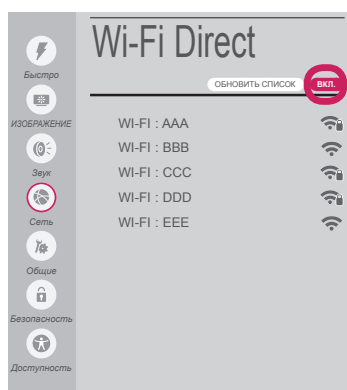 Wi-Fi Direct
ОБНОВИТЬ СПИСОК ВКЛ.
Быстро
ИЗОБРАЖЕНИЕ
Звук
Сеть
Общие
Безопасность
Доступность
WI-FI : AAA
WI-FI : BBB
WI-FI : CCC
WI-FI : DDD
WI-FI : EEE